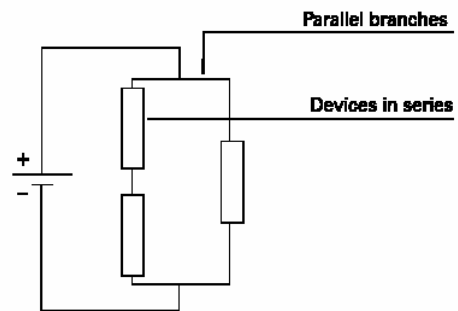 Parallel branches
Devices in series
+
−